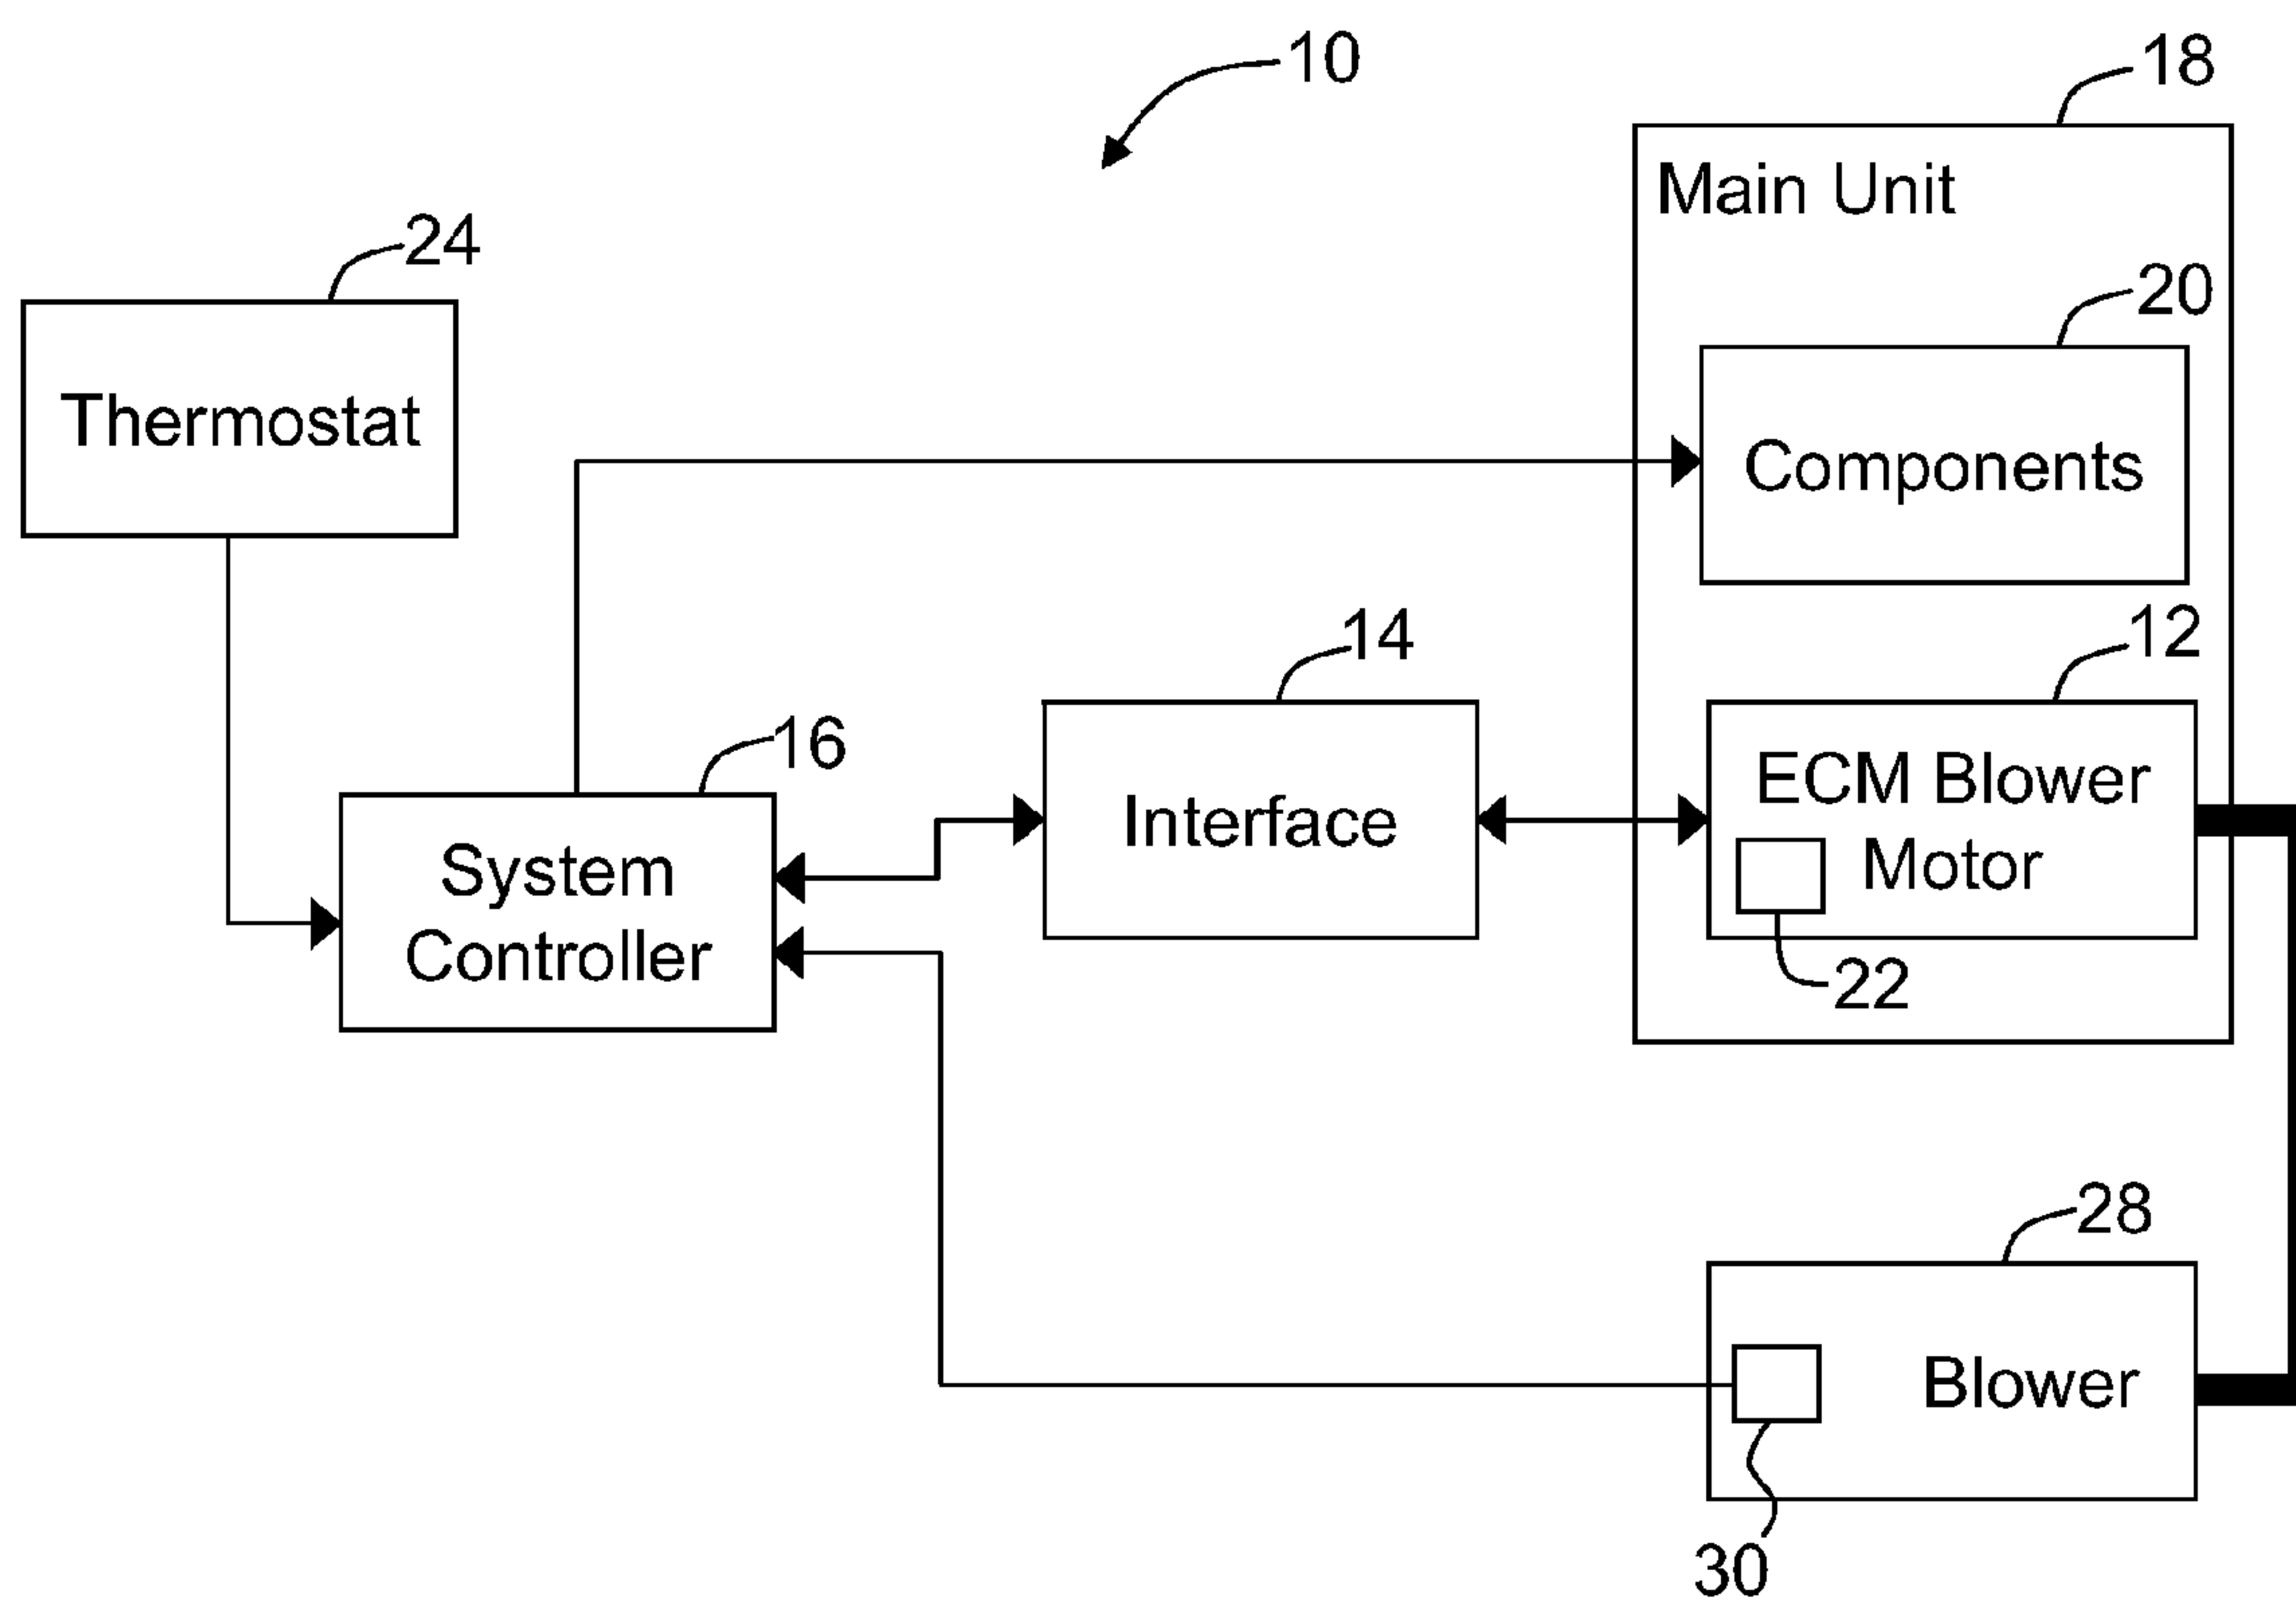 10
18
Main Unit
24
20
Thermostat
Components
14
12
16
ECM Blower
Motor
Interface
System
Controller
22
28
Blower
30